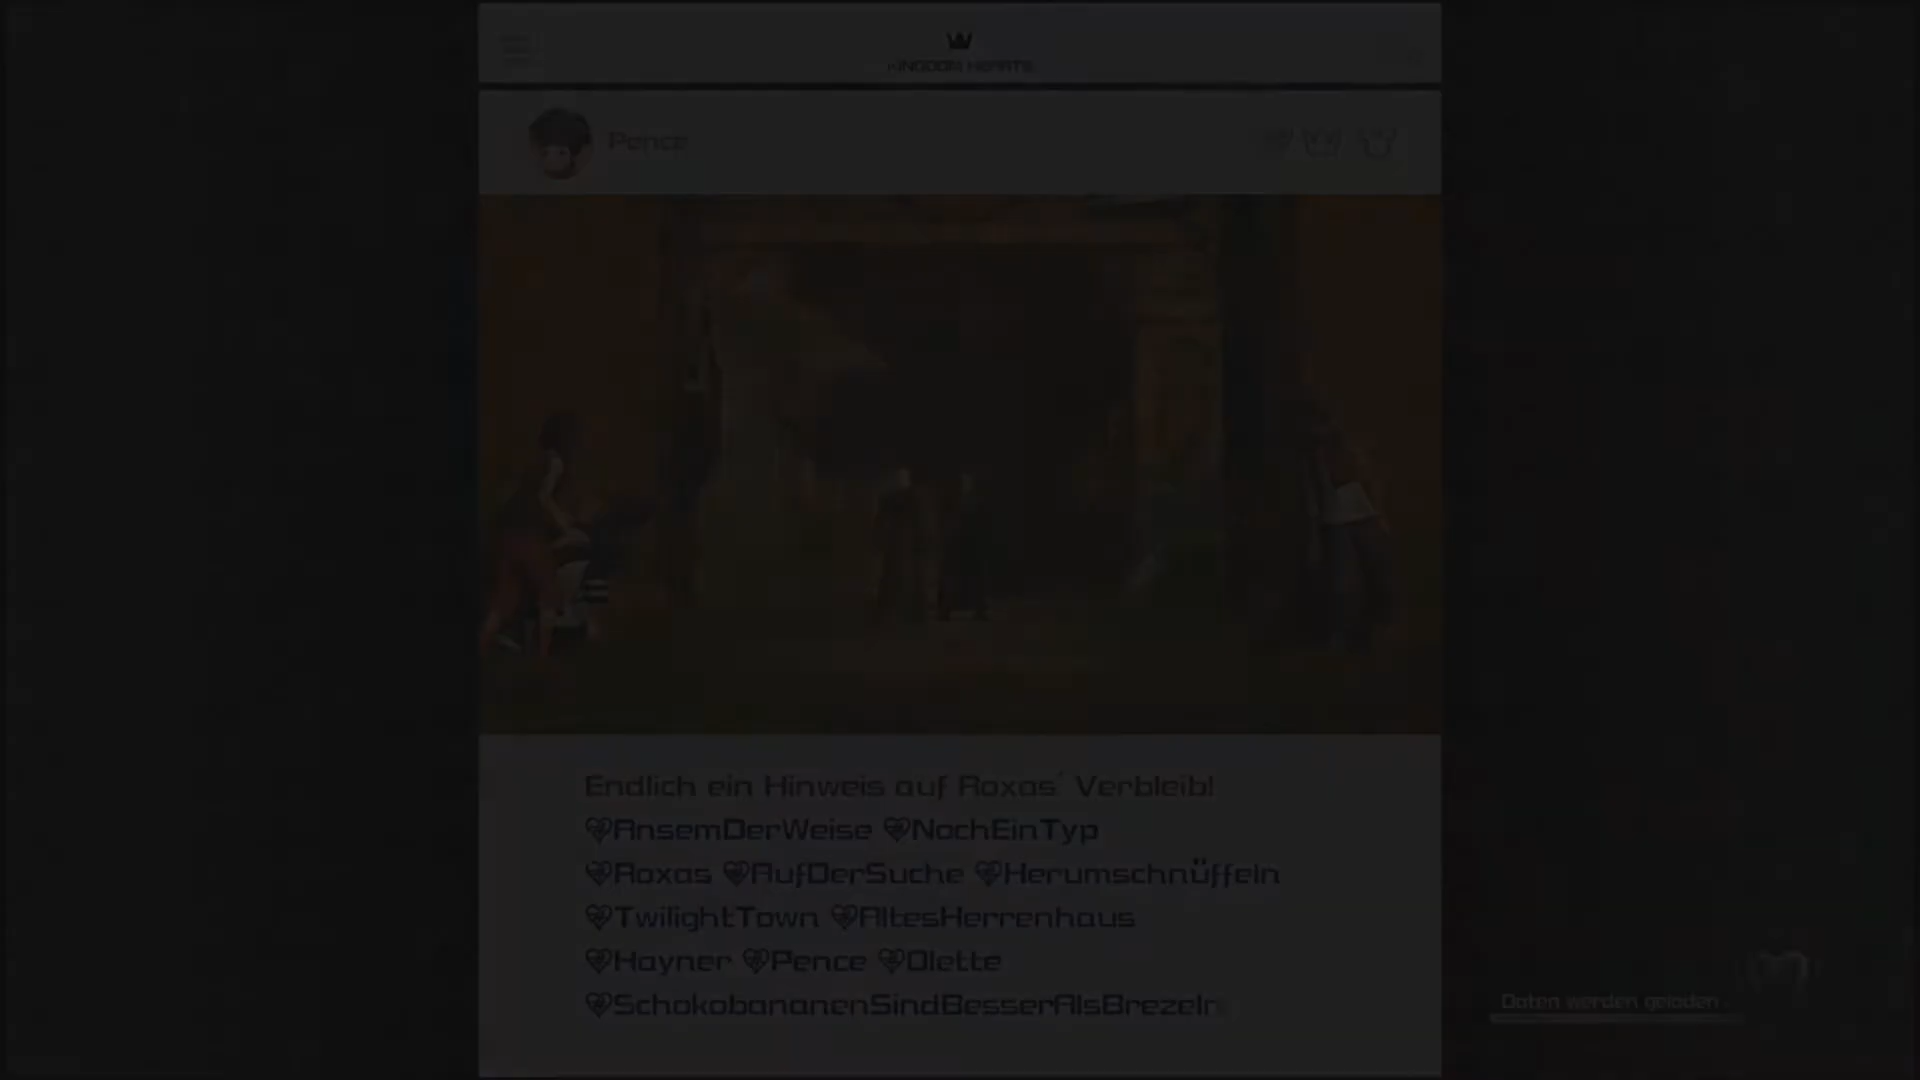 KINGDOM HEARTS
Pence
Endlich ein Hinweis auf Roxas' Verbleib!
AnsemDerWeise NochEinTyp
Roxas AufDerSuche Herumschnüffeln
TwilightTown AltesHerrenhaus
Hayner Pence Olette
SchokobananenSindBesserAlsBrezeln
Daten werden geladen